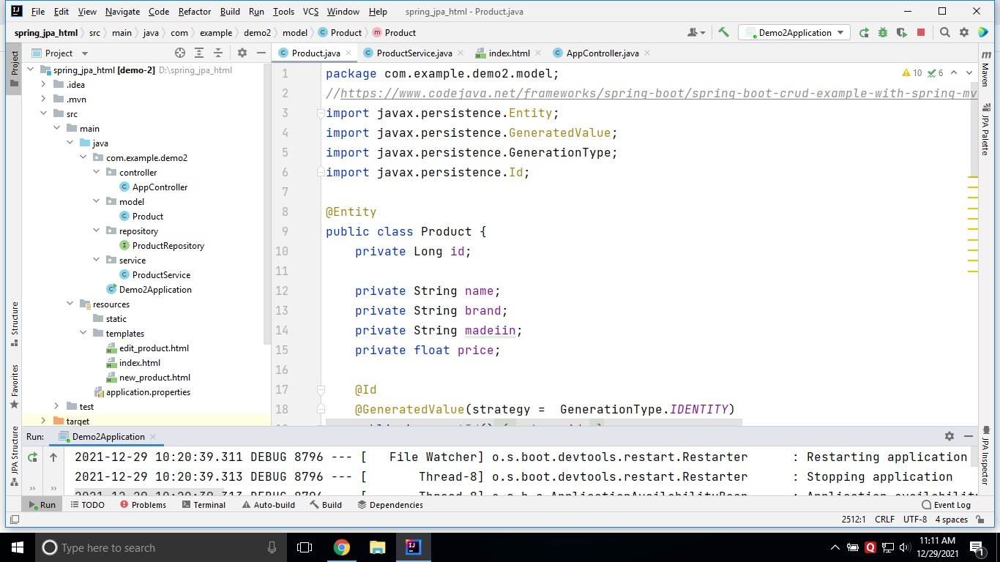 File Edit View Navigate Code Refactor Build Run Tools VCS Window Help spring_jpa_html - Product.java
spring_jpa_html src main java com example demo2 model Product Product Demo2Application
Project Product.java ProductService.java index.html AppController.java
Project
Structure
Favorites
JPA Structure
spring_jpa_html [demo-2] D:\spring_jpa_html
.idea
.mvn
src
main
java
com.example.demo2
controller
AppController
model
Product
repository
ProductRepository
service
ProductService
Demo2Application
resources
static
templates
edit_product.html
index.html
new_product.html
application.properties
test
target
10 6
1 package com.example.demo2.model;
2 //https://www.codejava.net/frameworks/spring-boot/spring-boot-crud-example-with-spring-mv
3 import javax.persistence.Entity;
4 import javax.persistence.GeneratedValue;
5 import javax.persistence.GenerationType;
6 import javax.persistence.Id;
7
8 @Entity
9 public class Product {
10 private Long id;
11
12 private String name;
13 private String brand;
14 private String madeiin;
15 private float price;
16
17 @Id
18 @GeneratedValue(strategy = GenerationType.IDENTITY)
Maven
JPA Palette
JPA Inspector
Run: Demo2Application
2021-12-29 10:20:39.311 DEBUG 8796 --- [ File Watcher] o.s.boot.devtools.restart.Restarter : Restarting application
2021-12-29 10:20:39.313 DEBUG 8796 --- [ Thread-8] o.s.boot.devtools.restart.Restarter : Stopping application
Run TODO Problems Terminal Auto-build Build Dependencies Event Log
2512:1 CRLF UTF-8 4 spaces
Type here to search
11:11 AM
12/29/2021
1